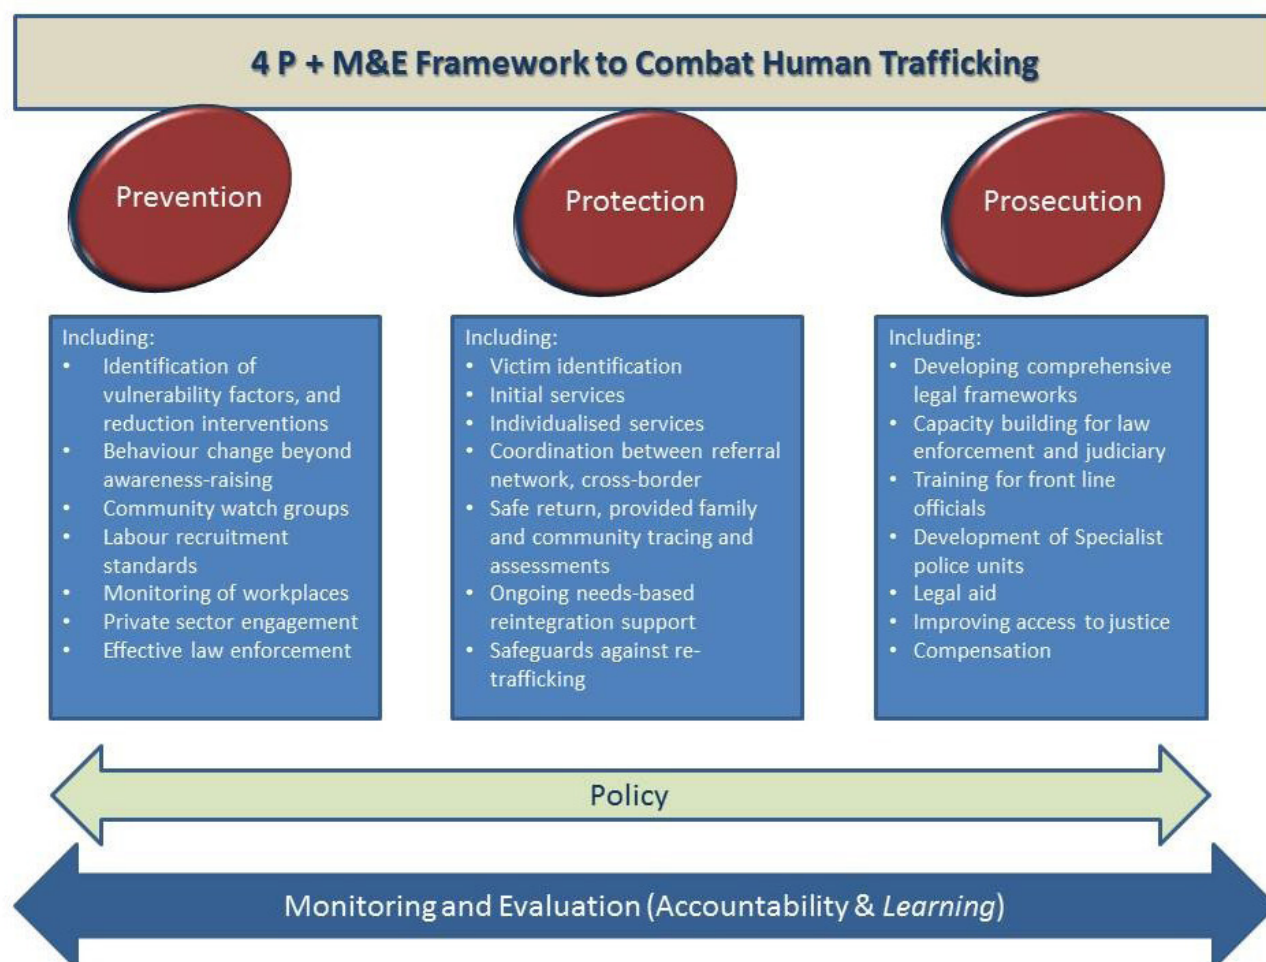 4 P + M&E Framework to Combat Human Trafficking
Prevention
Protection
Prosecution
Including:
• Identification of
vulnerability factors, and
reduction interventions
• Behaviour change beyond
awareness-raising
• Community watch groups
• Labour recruitment
standards
• Monitoring of workplaces
• Private sector engagement
• Effective law enforcement
Including:
• Victim identification
• Initial services
• Individualised services
• Coordination between referral
network, cross-border
• Safe return, provided family
and community tracing and
assessments
• Ongoing needs-based
reintegration support
• Safeguards against re-
trafficking
Including:
• Developing comprehensive
legal frameworks
• Capacity building for law
enforcement and judiciary
• Training for front line
officials
• Development of Specialist
police units
• Legal aid
• Improving access to justice
• Compensation
Policy
Monitoring and Evaluation (Accountability & Learning)